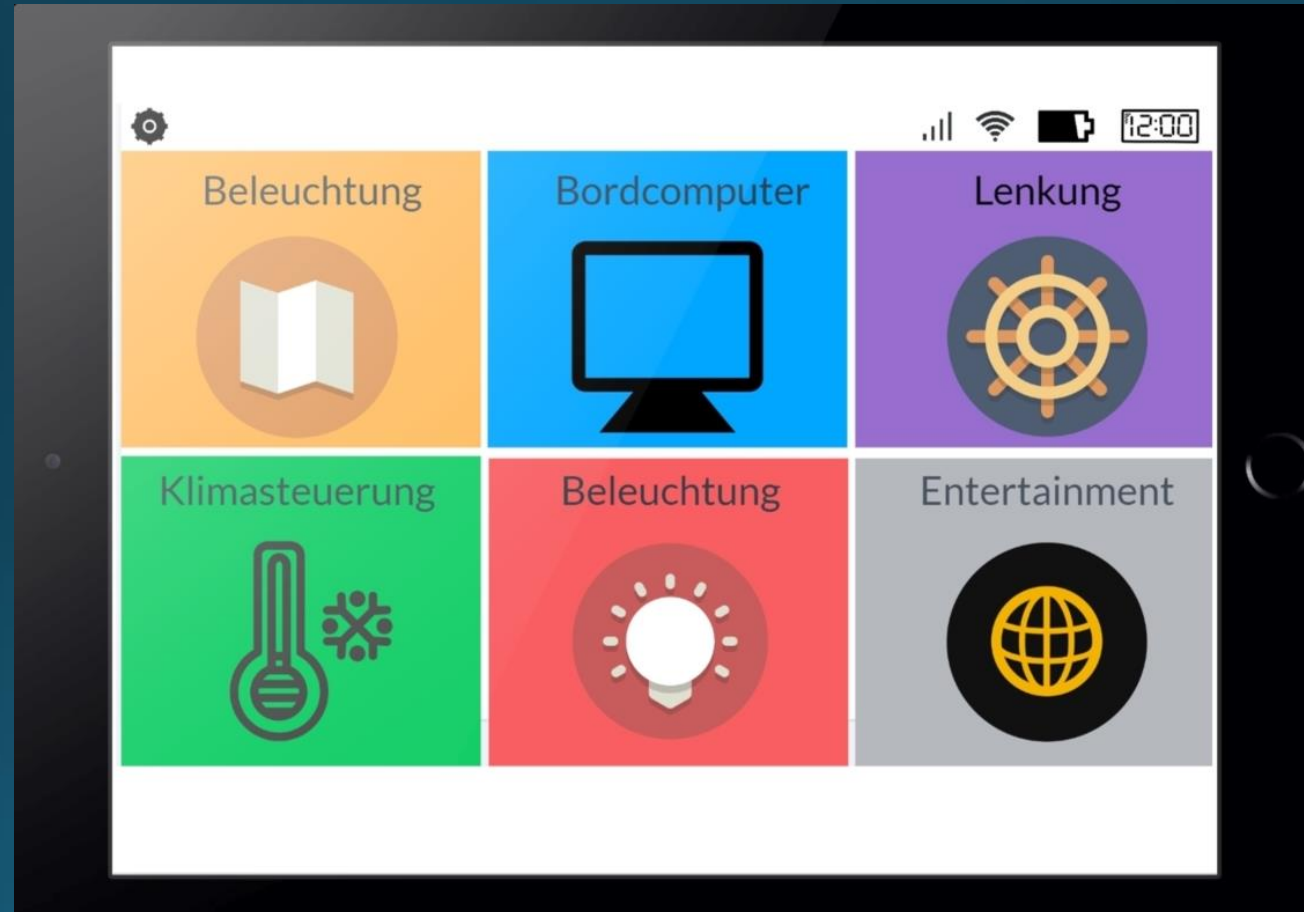 12:00
Beleuchtung
Bordcomputer
Lenkung
Klimasteuerung
Beleuchtung
Entertainment